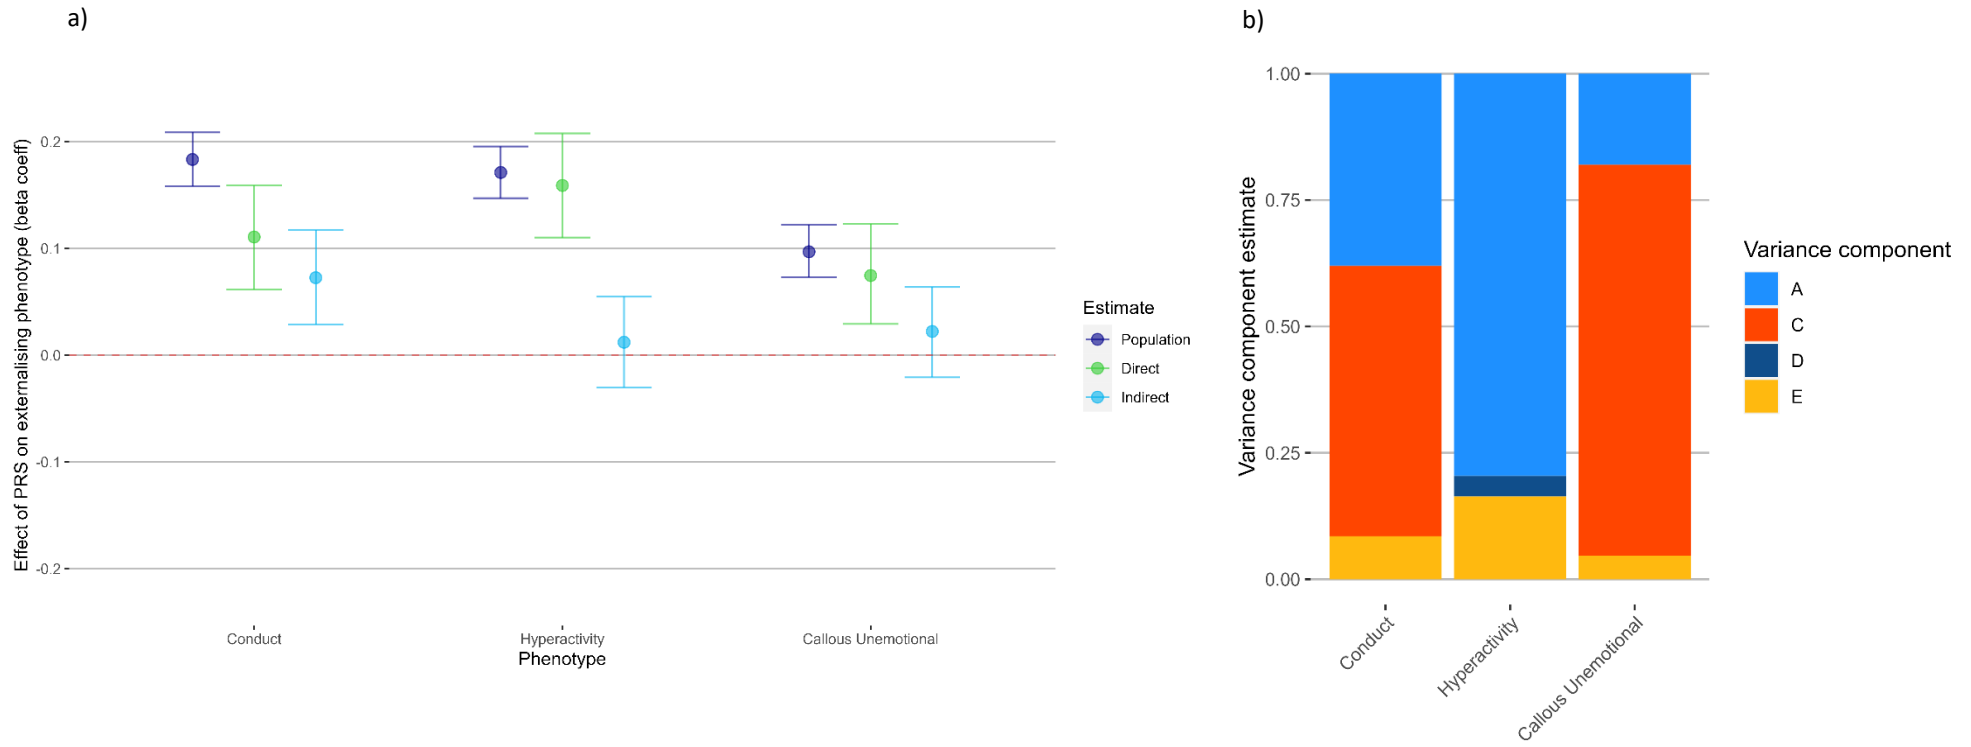 a)
Effect of PRS on externalising phenotype (beta coeff)
0.2
0.1
0.0
-0.1
-0.2
Conduct
Hyperactivity
Callous Unemotional
Phenotype
Estimate
Population
Direct
Indirect
b)
Variance component estimate
1.00
0.75
0.50
0.25
0.00
Conduct
Hyperactivity
Callous Unemotional
Variance component
A
C
D
E